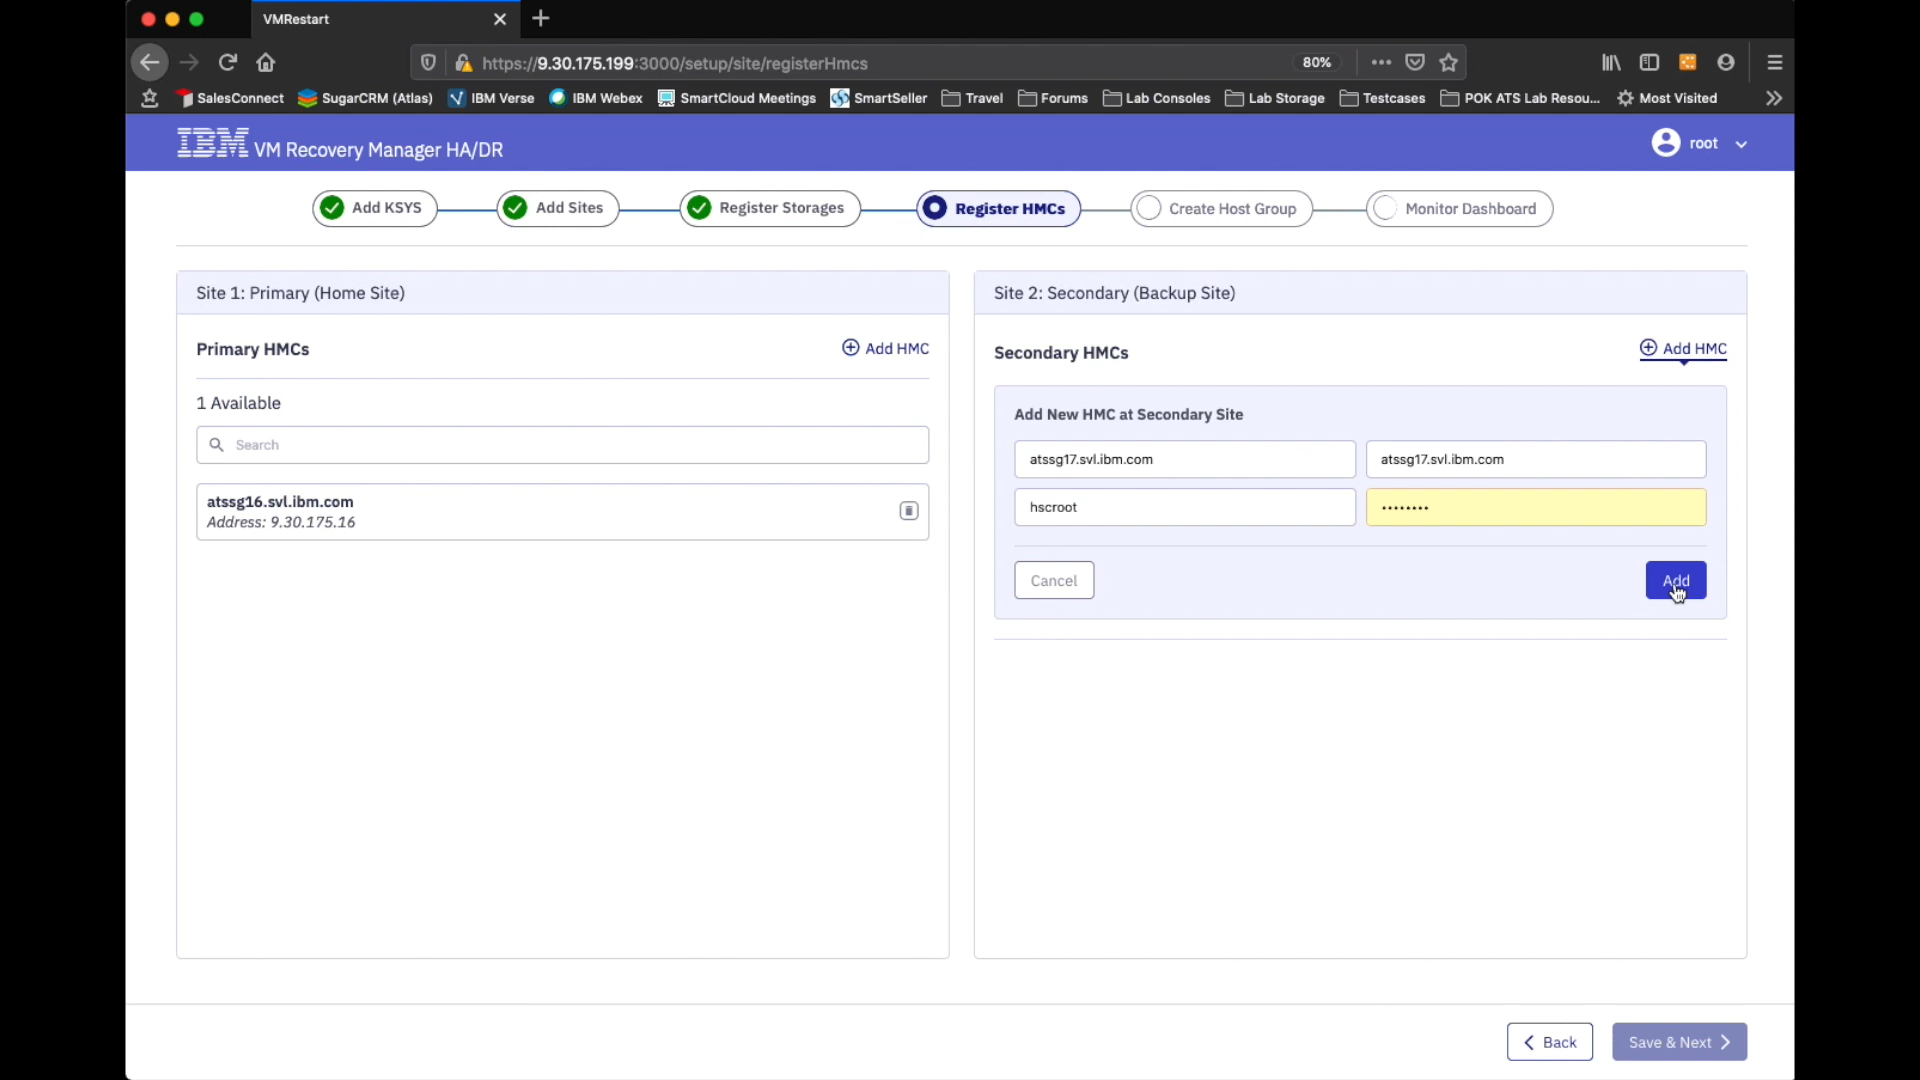 VMRestart
https://9.30.175.199:3000/setup/site/registerHmcs
80%
SalesConnect SugarCRM (Atlas) IBM Verse IBM Webex SmartCloud Meetings SmartSeller Travel Forums Lab Consoles Lab Storage Testcases POK ATS Lab Resou... Most Visited
IBM VM Recovery Manager HA/DR
root
Add KSYS
Add Sites
Register Storages
Register HMCs
Create Host Group
Monitor Dashboard
Site 1: Primary (Home Site)
Primary HMCs
Add HMC
1 Available
Search
atssg16.svl.ibm.com
Address: 9.30.175.16
Site 2: Secondary (Backup Site)
Secondary HMCs
Add HMC
Add New HMC at Secondary Site
atssg17.svl.ibm.com
atssg17.svl.ibm.com
hscroot
••••••••
Cancel
Add
Back
Save & Next